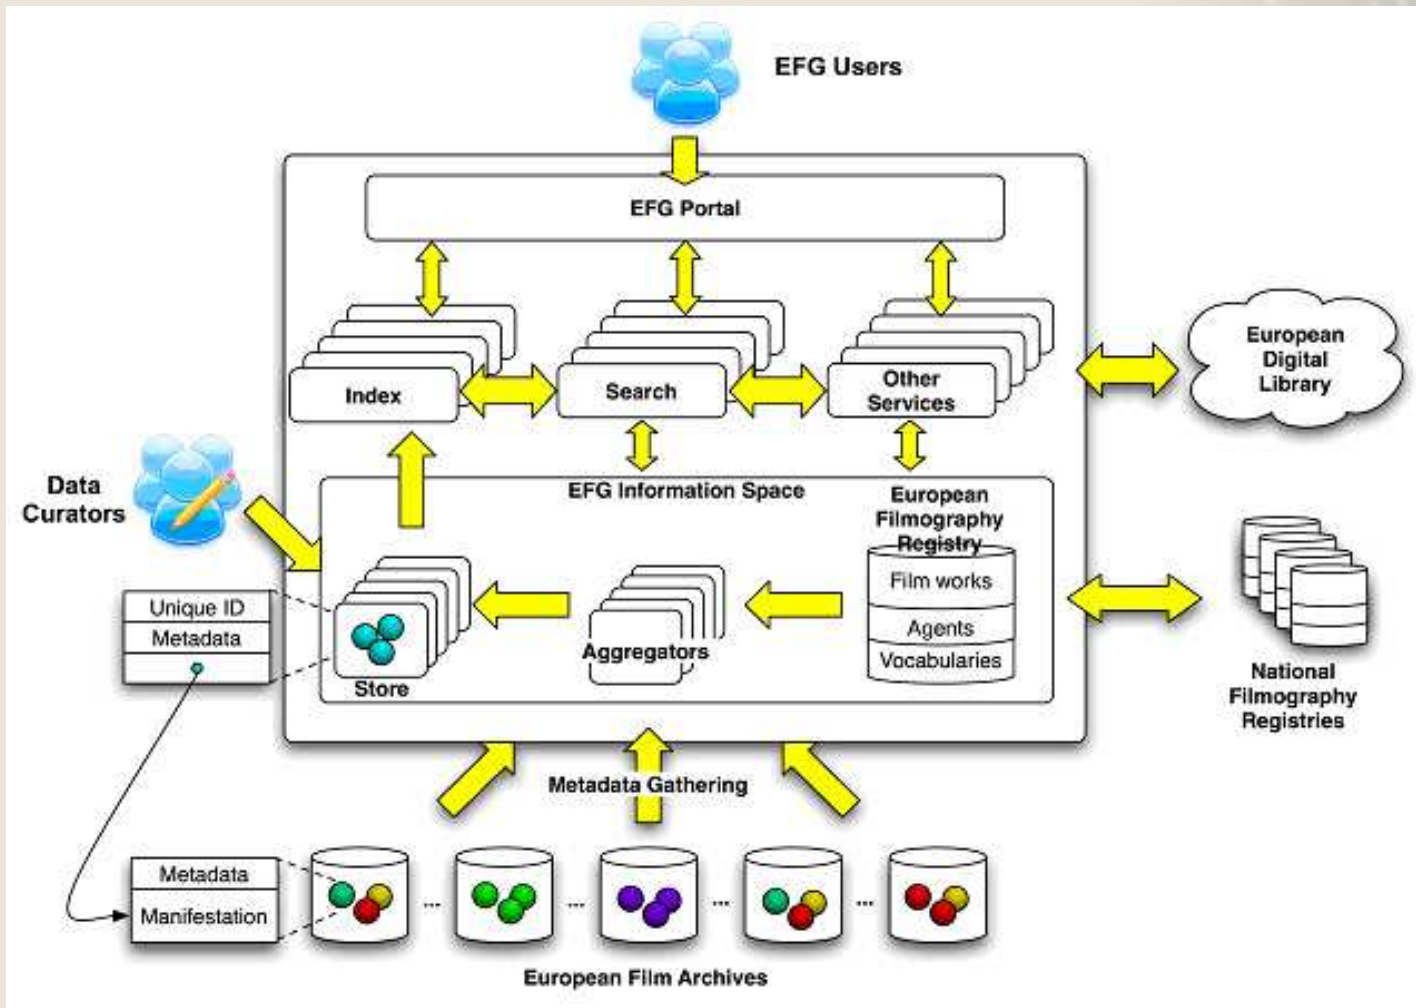 EFG Users
EFG Portal
Index
Search
Other
Services
European
Digital
Library
Data
Curators
EFG Information Space
European
Filmography
Registry
Film works
Agents
Vocabularies
Unique ID
Metadata
Store
Aggregators
National
Filmography
Registries
Metadata Gathering
Metadata
Manifestation
...
...
...
...
European Film Archives